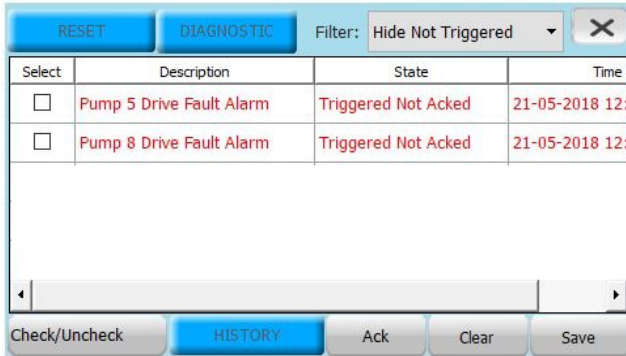 RESET DIAGNOSTIC Filter: Hide Not Triggered
Select Description State Time
Pump 5 Drive Fault Alarm Triggered Not Acked 21-05-2018 12:
Pump 8 Drive Fault Alarm Triggered Not Acked 21-05-2018 12:
Check/Uncheck HISTORY Ack Clear Save